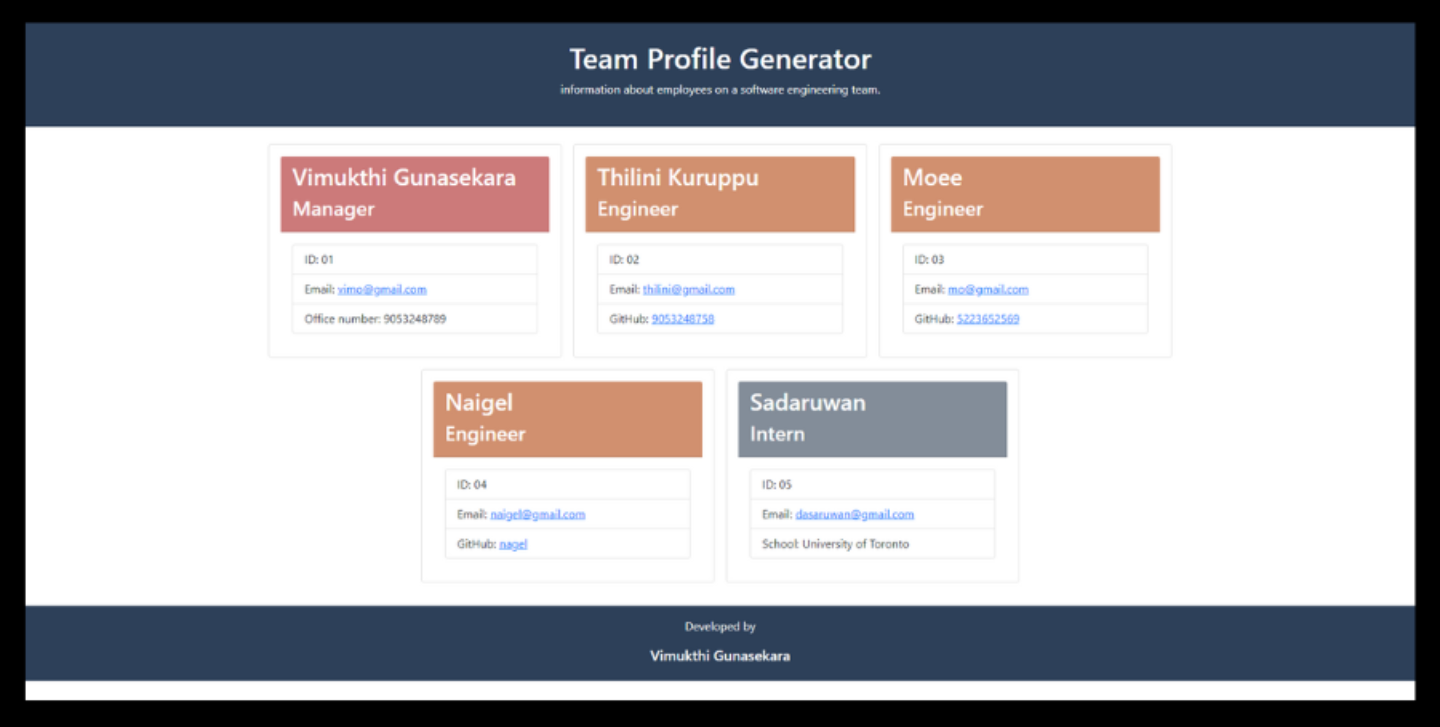 Team Profile Generator
information about employees on a software engineering team.
Vimukthi Gunasekara
Manager
ID: 01
Email: vimo@gmail.com
Office number: 9053248789
Thilini Kuruppu
Engineer
ID: 02
Email: thilini@gmail.com
GitHub: 9053248758
Moee
Engineer
ID: 03
Email: mo@gmail.com
GitHub: 5223652569
Naigel
Engineer
ID: 04
Email: naigel@gmail.com
GitHub: nagel
Sadaruwan
Intern
ID: 05
Email: dasaruwan@gmail.com
School: University of Toronto
Developed by
Vimukthi Gunasekara